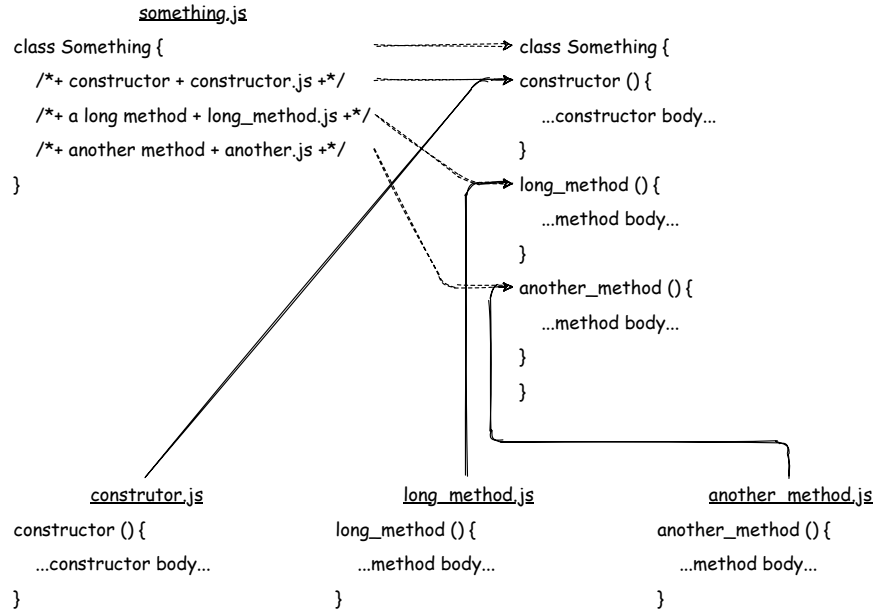 something.js
class Something {
/*+ constructor + constructor.js +*/
/*+ a long method + long_method.js +*/
/*+ another method + another.js +*/
}
class Something {
constructor () {
...constructor body...
}
long_method () {
...method body...
}
another_method () {
...method body...
}
}
construtor.js
constructor () {
...constructor body...
}
long_method.js
long_method () {
...method body...
}
another_method.js
another_method () {
...method body...
}